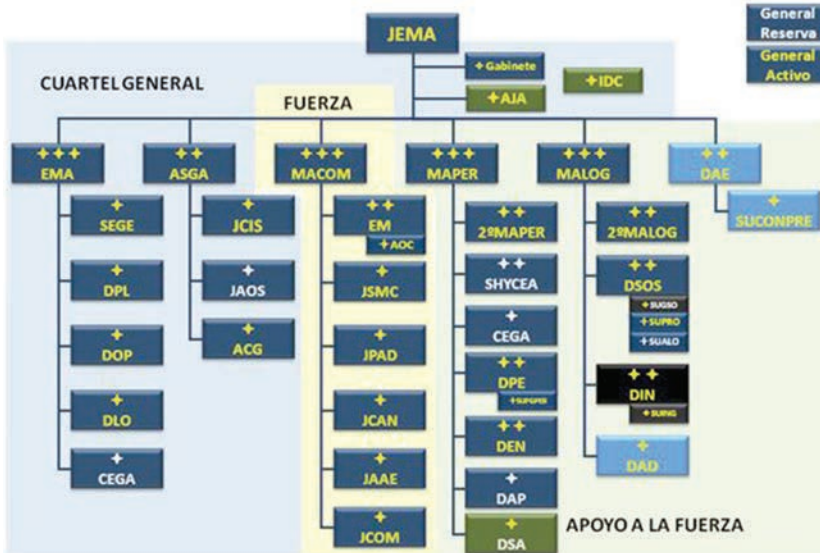 General
Reserva
General
Activo
JEMA
+Gabinete
+AJA
+IDC
CUARTEL GENERAL
FUERZA
+++
EMA
++
ASGA
+++
MACOM
+++
MAPER
+++
MALOG
++
DAE
+
SEGE
+
DPL
+
DOP
+
DLO
+
CEGA
+
JCIS
+
JAOS
+
ACG
++
EM
+AOC
+
JSMC
+
JPAD
+
JCAN
+
JAAE
+
JCOM
++
2ºMAPER
++
SHYCEA
+
CEGA
++
DPE
++
DEN
+
DAP
+
DSA
++
2ºMALOG
++
DSOS
+SUGSO
+SUPRO
+SUALO
++
DIN
+SUING
+
DAD
+
SUCONPRE
APOYO A LA FUERZA